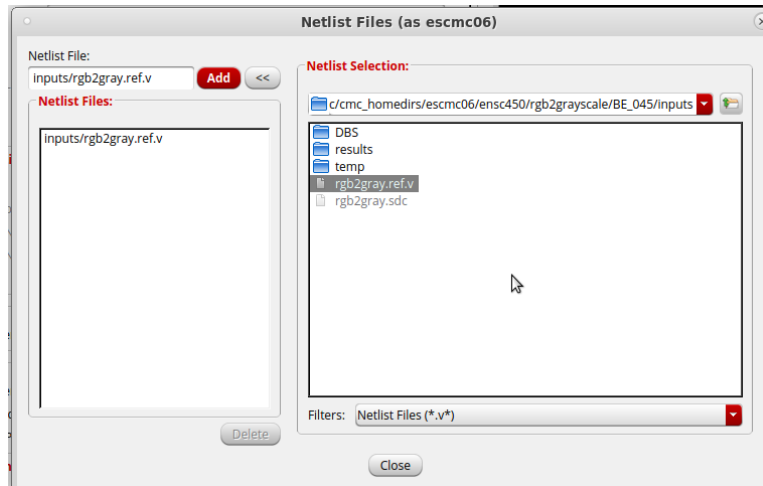 Netlist Files (as escmc06)
Netlist File:
inputs/rgb2gray.ref.v
Add
<<
Netlist Files:
inputs/rgb2gray.ref.v
Delete
Netlist Selection:
c/cmc_homedirs/escmc06/ensc450/rgb2grayscale/BE_045/inputs
DBS
results
temp
rgb2gray.ref.v
rgb2gray.sdc
Filters: Netlist Files (*.v*)
Close